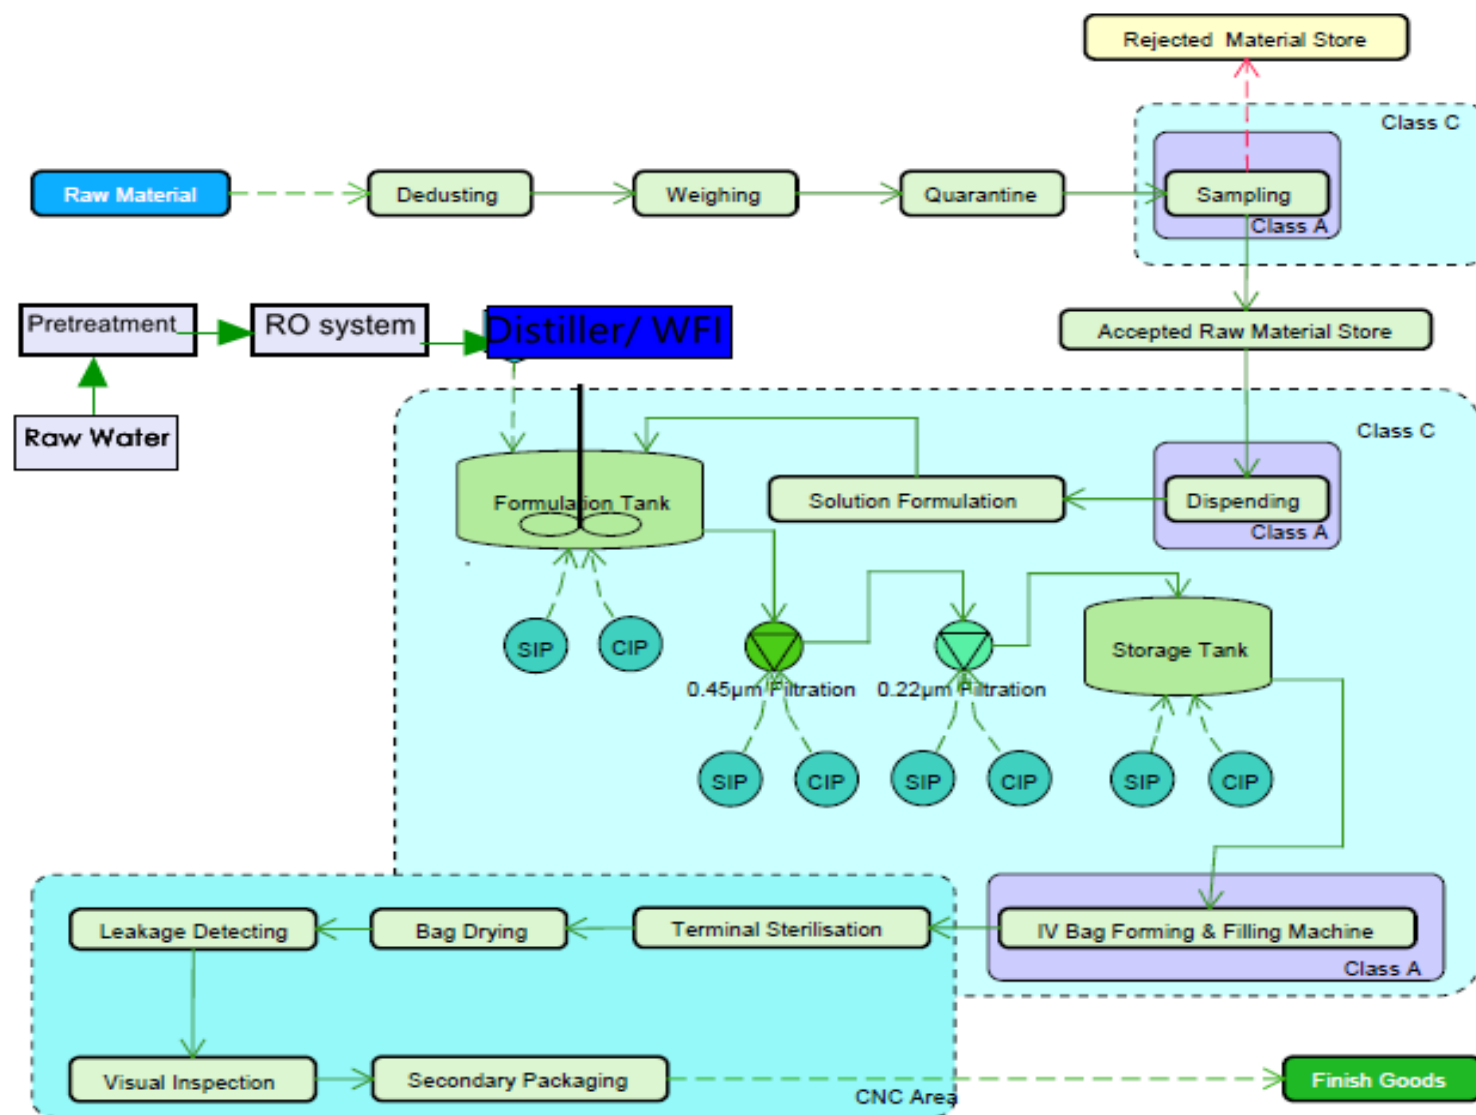 Rejected Material Store
Class C
Raw Material
Dedusting
Weighing
Quarantine
Sampling
Class A
Pretreatment
RO system
Distiller/ WFI
Accepted Raw Material Store
Raw Water
Class C
Formulation Tank
Solution Formulation
Dispending
Class A
SIP
CIP
Storage Tank
0.45µm Filtration
0.22µm Filtration
SIP
CIP
SIP
CIP
SIP
CIP
Leakage Detecting
Bag Drying
Terminal Sterilisation
IV Bag Forming & Filling Machine
Class A
Visual Inspection
Secondary Packaging
CNC Area
Finish Goods